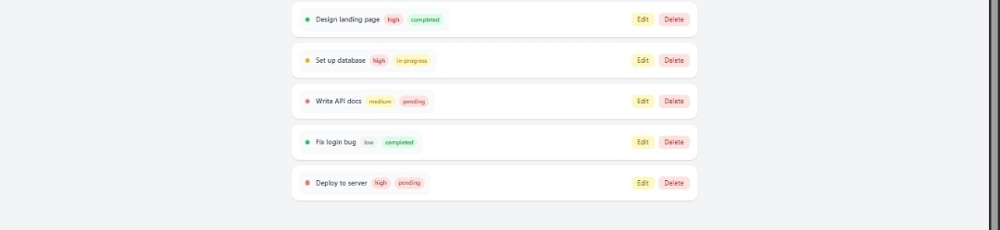 Design landing page high completed Edit Delete
Set up database high in-progress Edit Delete
Write API docs medium pending Edit Delete
Fix login bug low completed Edit Delete
Deploy to server high pending Edit Delete